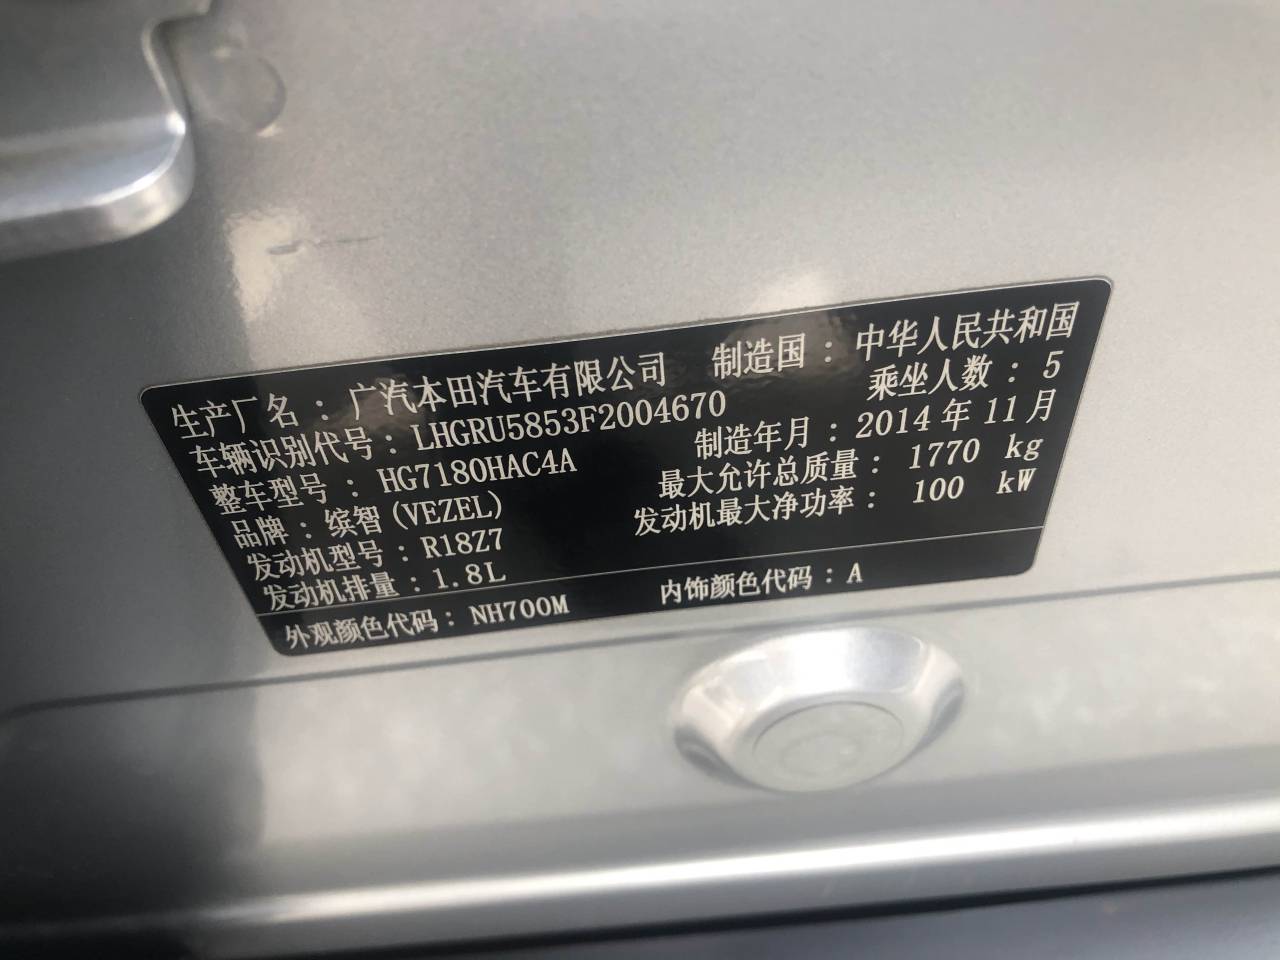 生产厂名：广汽本田汽车有限公司 制造国：中华人民共和国
车辆识别代号：LHGRU5853F2004670 乘坐人数：5
整车型号：HG7180HAC4A 制造年月：2014年11月
品牌：缤智(VEZEL) 最大允许总质量：1770 kg
发动机型号：R18Z7 发动机最大净功率：100 kW
发动机排量：1.8L
外观颜色代码：NH700M 内饰颜色代码：A